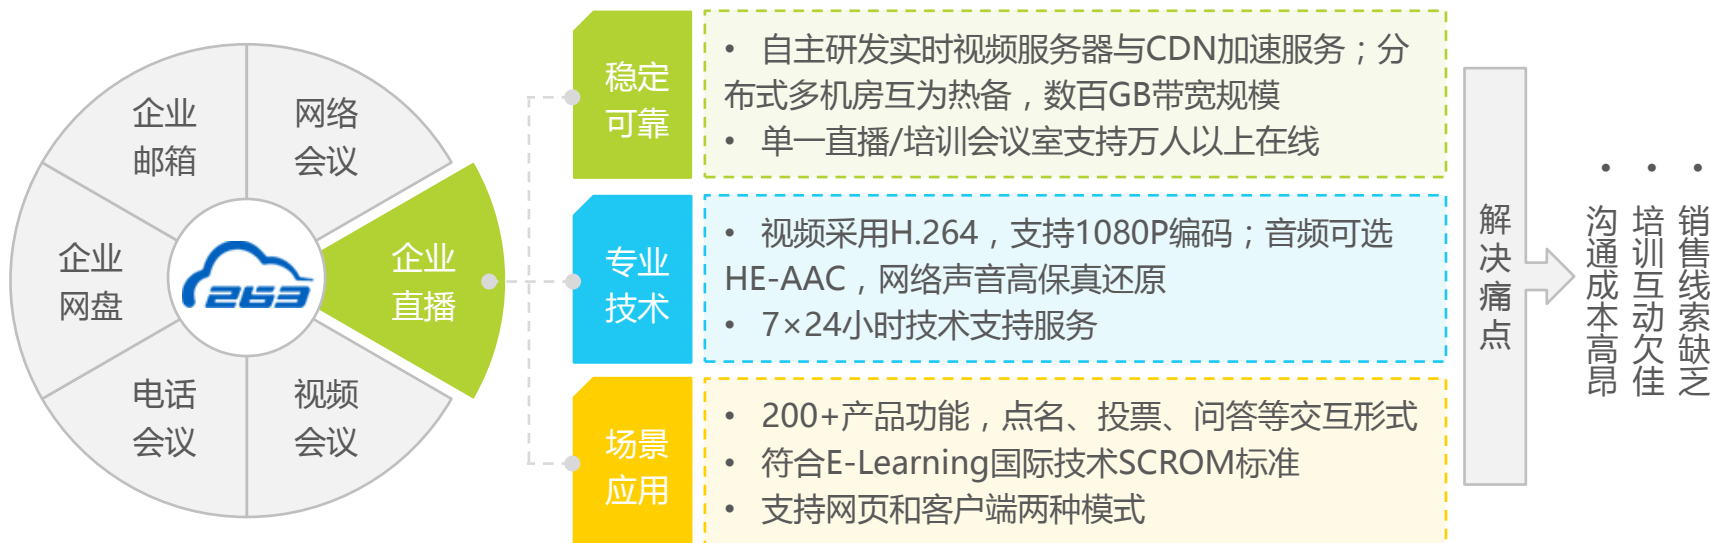 企业
邮箱
网络
会议
企业
网盘
263
企业
直播
电话
会议
视频
会议
稳定
可靠
• 自主研发实时视频服务器与CDN加速服务；分
布式多机房互为热备，数百GB带宽规模
• 单一直播/培训会议室支持万人以上在线
专业
技术
• 视频采用H.264，支持1080P编码；音频可选
HE-AAC，网络声音高保真还原
• 7×24小时技术支持服务
场景
应用
• 200+产品功能，点名、投票、问答等交互形式
• 符合E-Learning国际技术SCROM标准
• 支持网页和客户端两种模式
解决痛点
• 销售线索缺乏
• 培训互动欠佳
• 沟通成本高昂